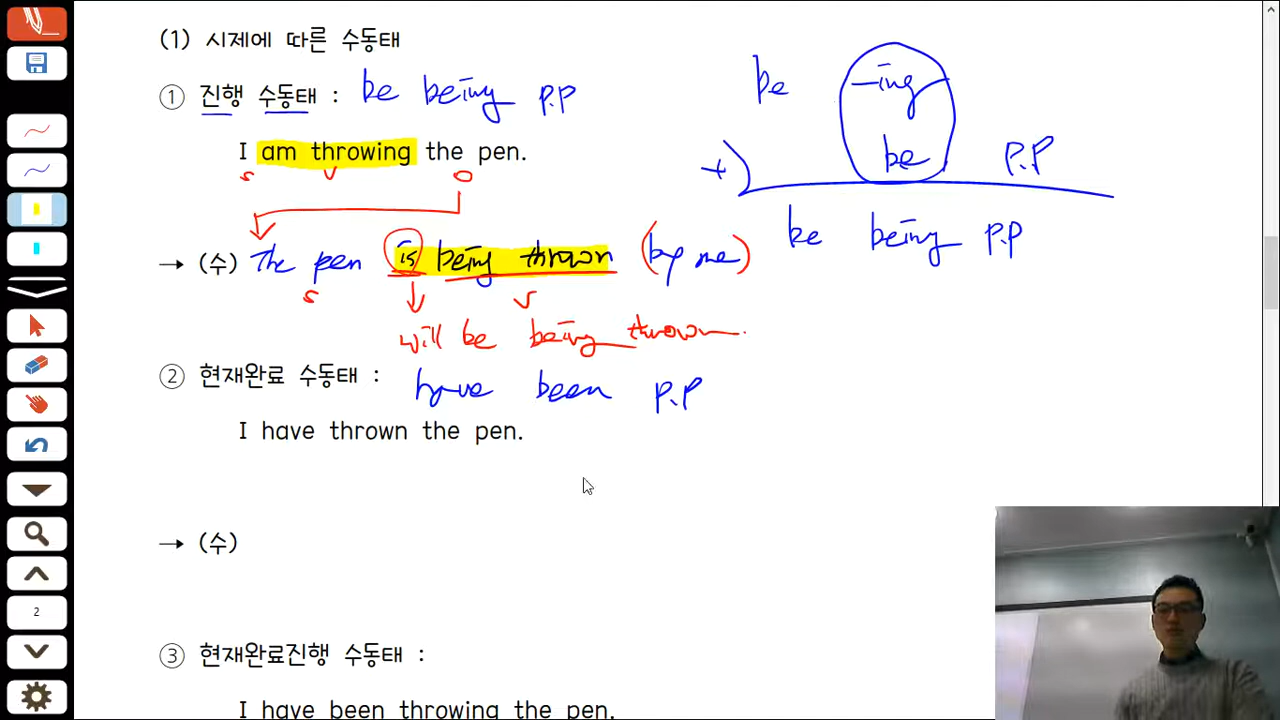 (1) 시제에 따른 수동태
① 진행 수동태 : be being P.P
I am throwing the pen.
s v o
→ (수) The pen is being thrown (by me)
s v
will be being thrown.
② 현재완료 수동태 : have been P.P
I have thrown the pen.
→ (수)
③ 현재완료진행 수동태 :
I have been throwing the pen.
be -ing
+) be P.P
be being P.P
2